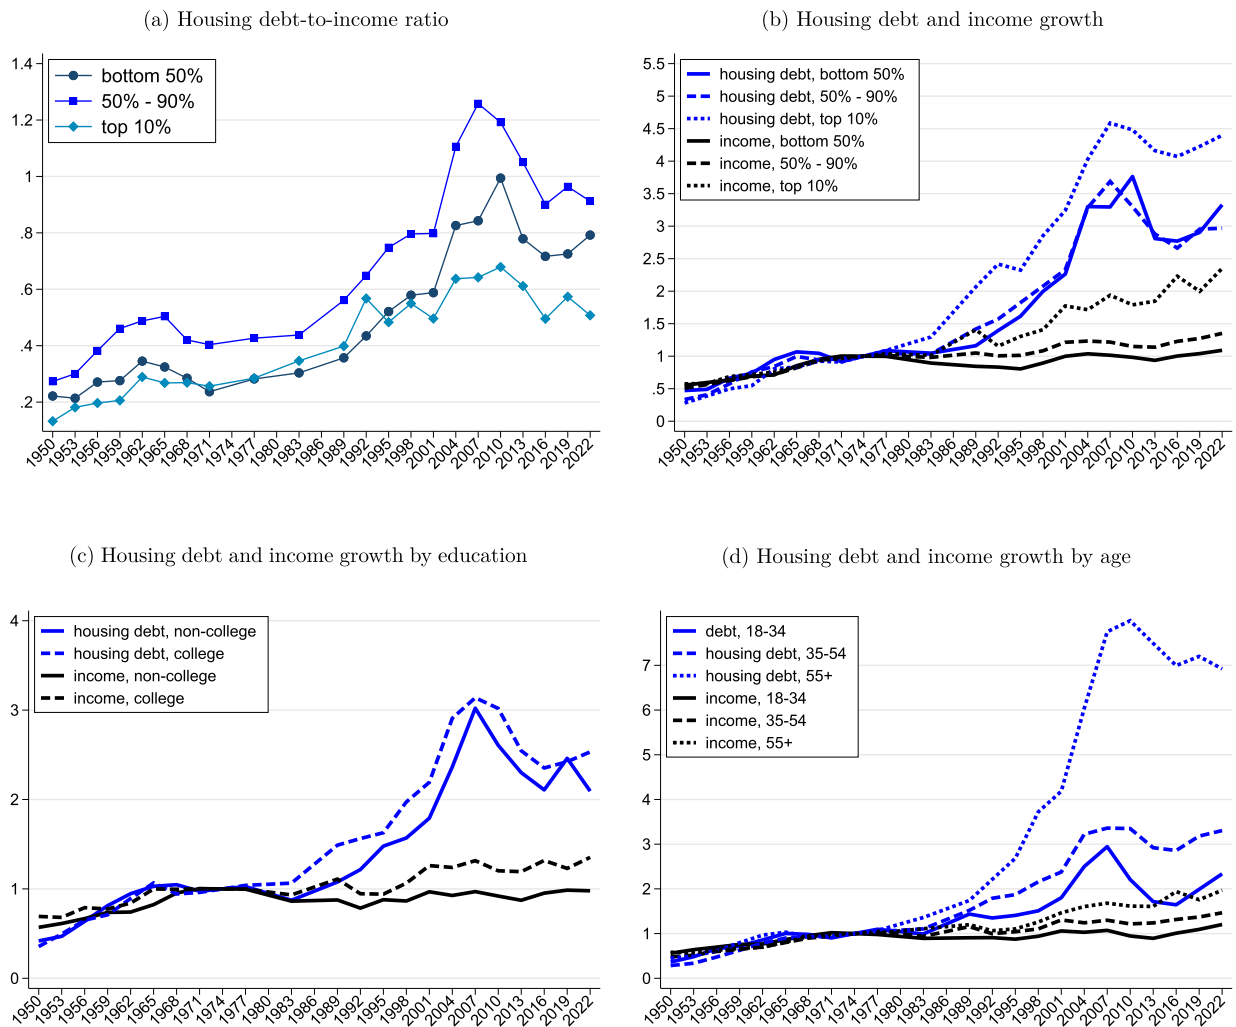 (a) Housing debt-to-income ratio
1.4
1.2
1
.8
.6
.4
.2
bottom 50%
50% - 90%
top 10%
1950 1953 1956 1959 1962 1965 1968 1971 1974 1977 1980 1983 1986 1989 1992 1995 1998 2001 2004 2007 2010 2013 2016 2019 2022
(b) Housing debt and income growth
5.5
5
4.5
4
3.5
3
2.5
2
1.5
1
.5
0
housing debt, bottom 50%
housing debt, 50% - 90%
housing debt, top 10%
income, bottom 50%
income, 50% - 90%
income, top 10%
1950 1953 1956 1959 1962 1965 1968 1971 1974 1977 1980 1983 1986 1989 1992 1995 1998 2001 2004 2007 2010 2013 2016 2019 2022
(c) Housing debt and income growth by education
4
3
2
1
0
housing debt, non-college
housing debt, college
income, non-college
income, college
1950 1953 1956 1959 1962 1965 1968 1971 1974 1977 1980 1983 1986 1989 1992 1995 1998 2001 2004 2007 2010 2013 2016 2019 2022
(d) Housing debt and income growth by age
7
6
5
4
3
2
1
0
debt, 18-34
housing debt, 35-54
housing debt, 55+
income, 18-34
income, 35-54
income, 55+
1950 1953 1956 1959 1962 1965 1968 1971 1974 1977 1980 1983 1986 1989 1992 1995 1998 2001 2004 2007 2010 2013 2016 2019 2022